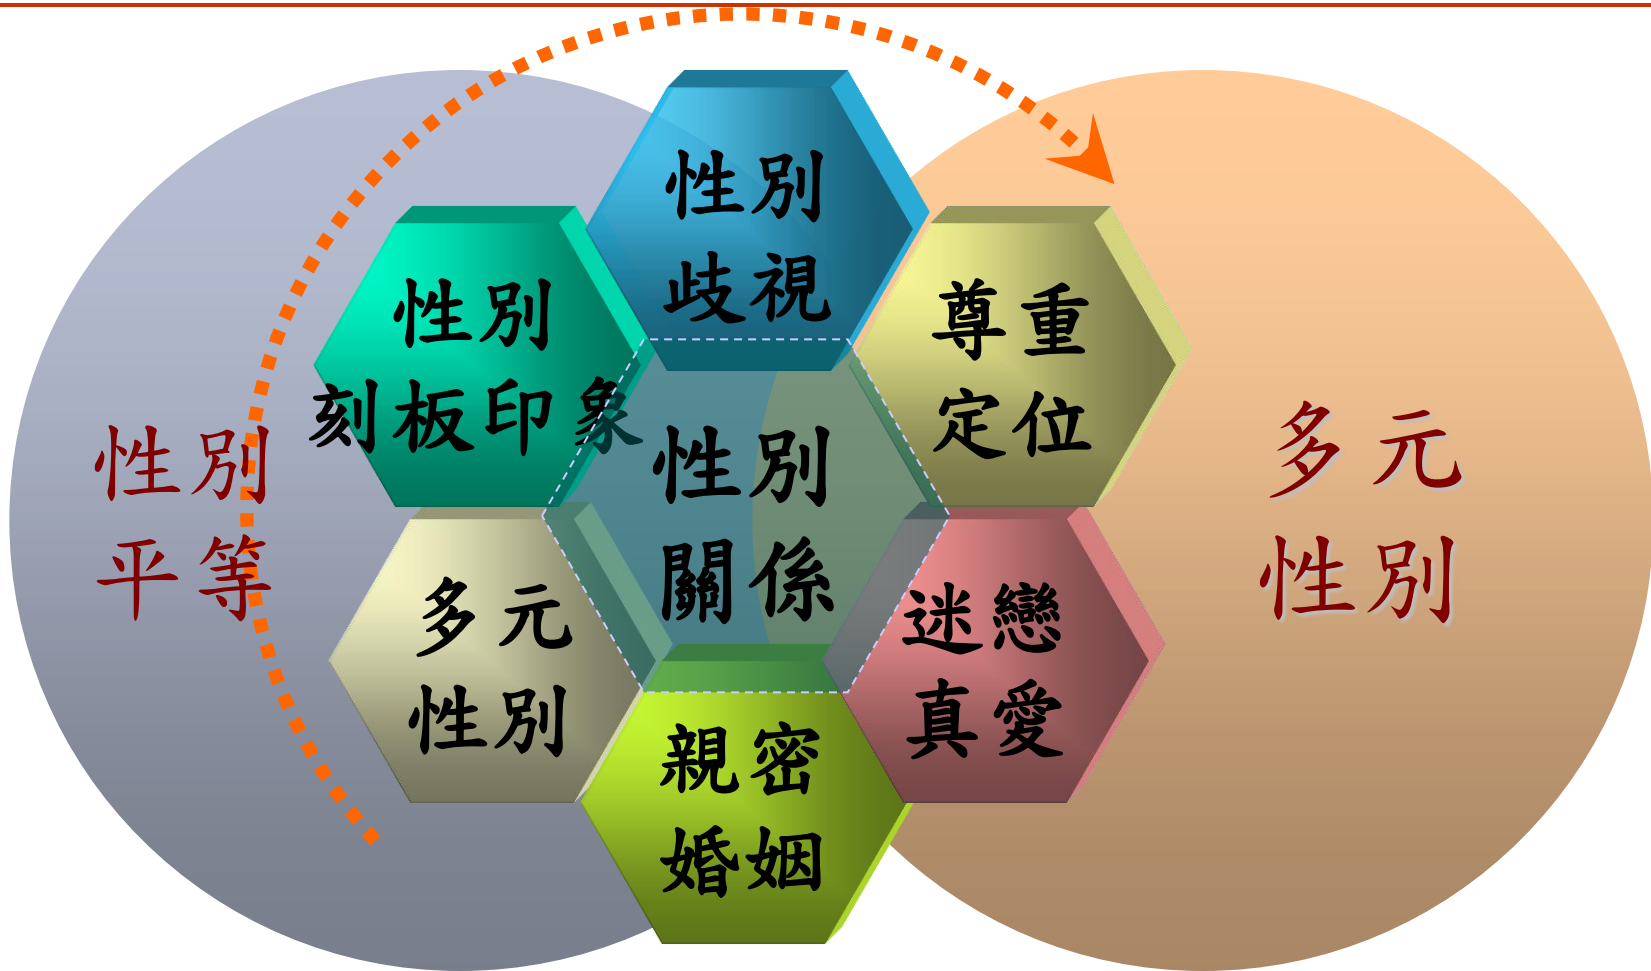 性別
歧視
性別
刻板印象
尊重
定位
性別
平等
性別
關係
多元
性別
多元
性別
迷戀
真愛
親密
婚姻